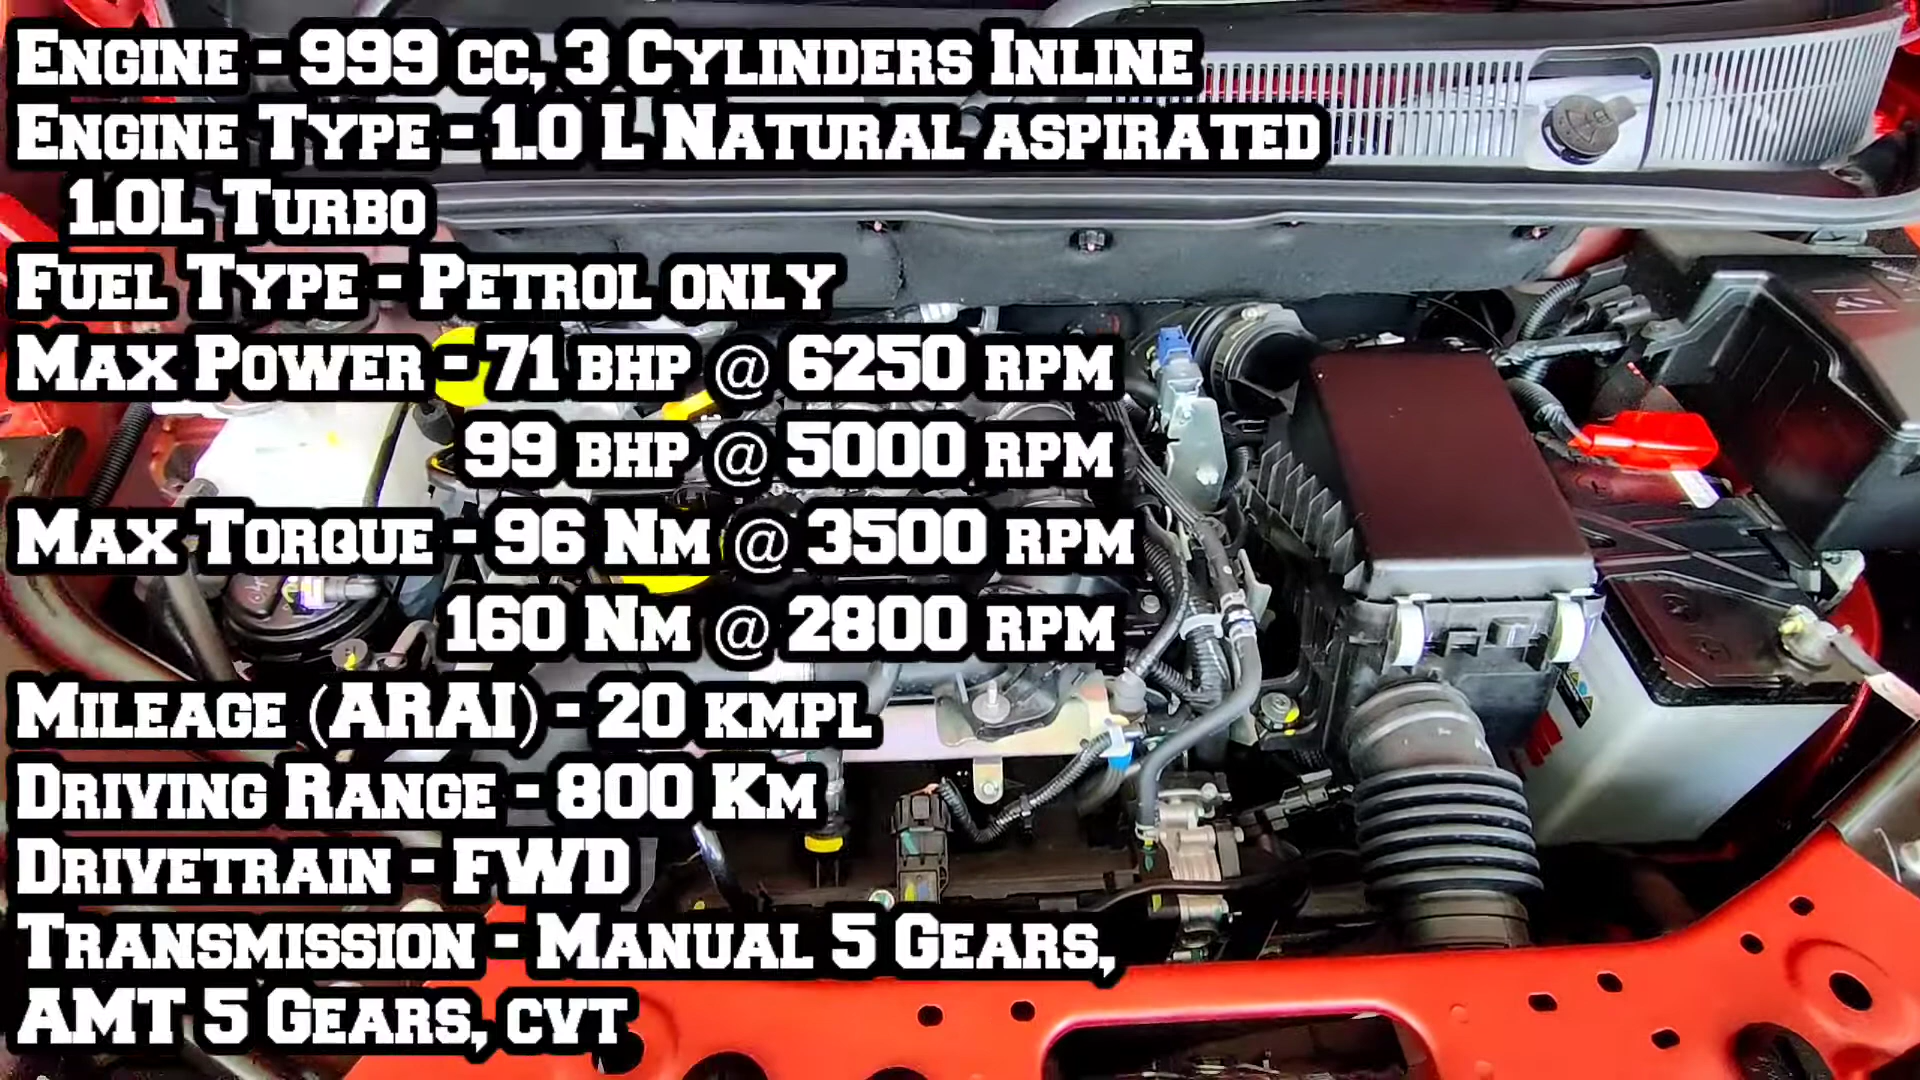 Engine - 999 cc, 3 Cylinders Inline
Engine Type - 1.0 L Natural aspirated
1.0L Turbo
Fuel Type - Petrol only
Max Power - 71 bhp @ 6250 rpm
99 bhp @ 5000 rpm
Max Torque - 96 Nm @ 3500 rpm
160 Nm @ 2800 rpm
Mileage (ARAI) - 20 kmpl
Driving Range - 800 Km
Drivetrain - FWD
Transmission - Manual 5 Gears,
AMT 5 Gears, cvt